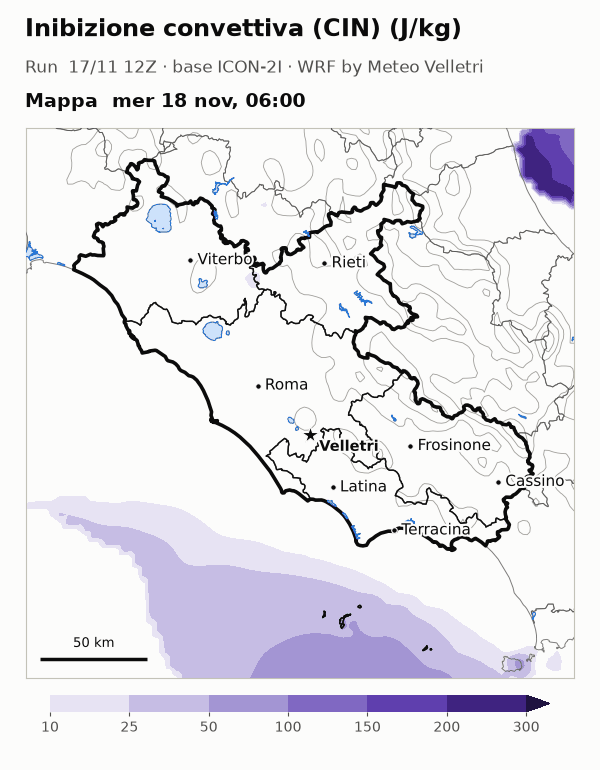 Inibizione convettiva (CIN) (J/kg)
Run  17/11 12Z · base ICON-2I · WRF by Meteo Velletri
Mappa  mer 18 nov, 06:00
Viterbo
Rieti
Roma
Velletri
Frosinone
Latina
Cassino
Terracina
50 km
10 25 50 100 150 200 300